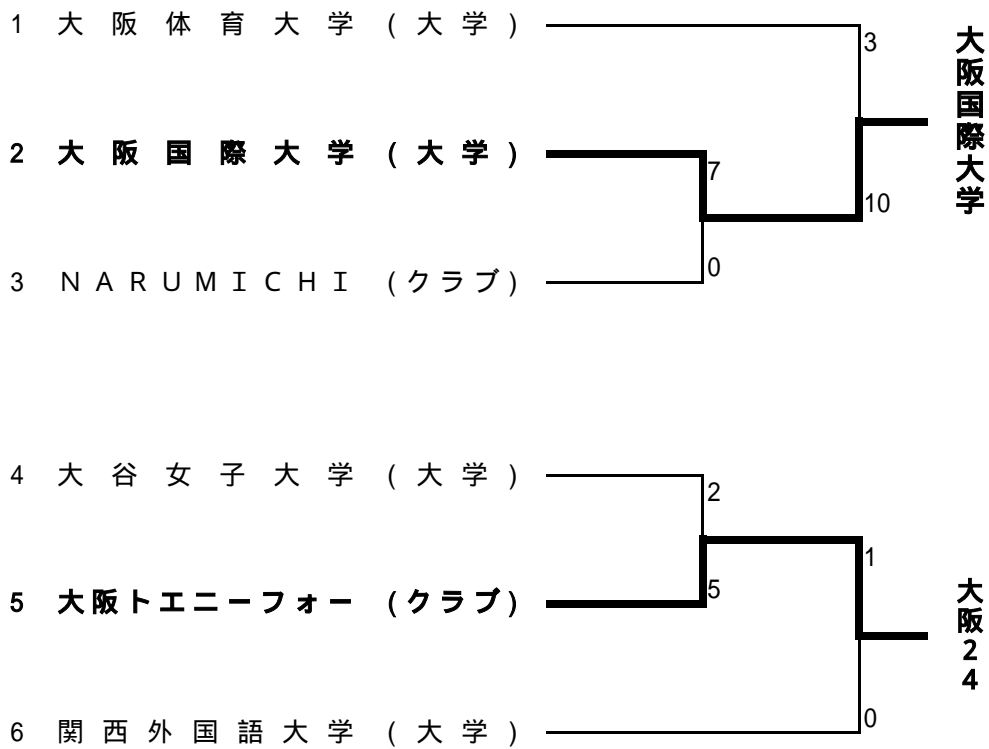 1 大阪体育大学 (大学)
3
大阪国際大学
2 大阪国際大学 (大学)
7
10
0
3 ＮＡＲＵＭＩＣＨＩ (クラブ)
4 大谷女子大学 (大学)
2
1
5 大阪トエニーフォー (クラブ)
5
大阪24
0
6 関西外国語大学 (大学)